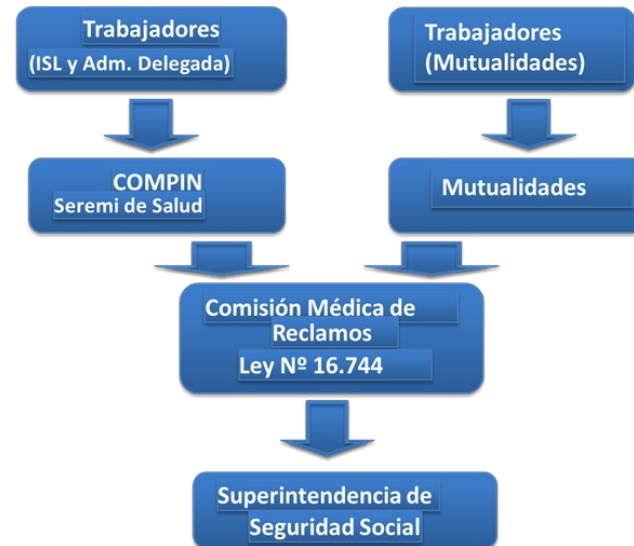 Trabajadores
(ISL y Adm. Delegada)
Trabajadores
(Mutualidades)
COMPIN
Seremi de Salud
Mutualidades
Comisión Médica de
Reclamos
Ley Nº 16.744
Superintendencia de
Seguridad Social